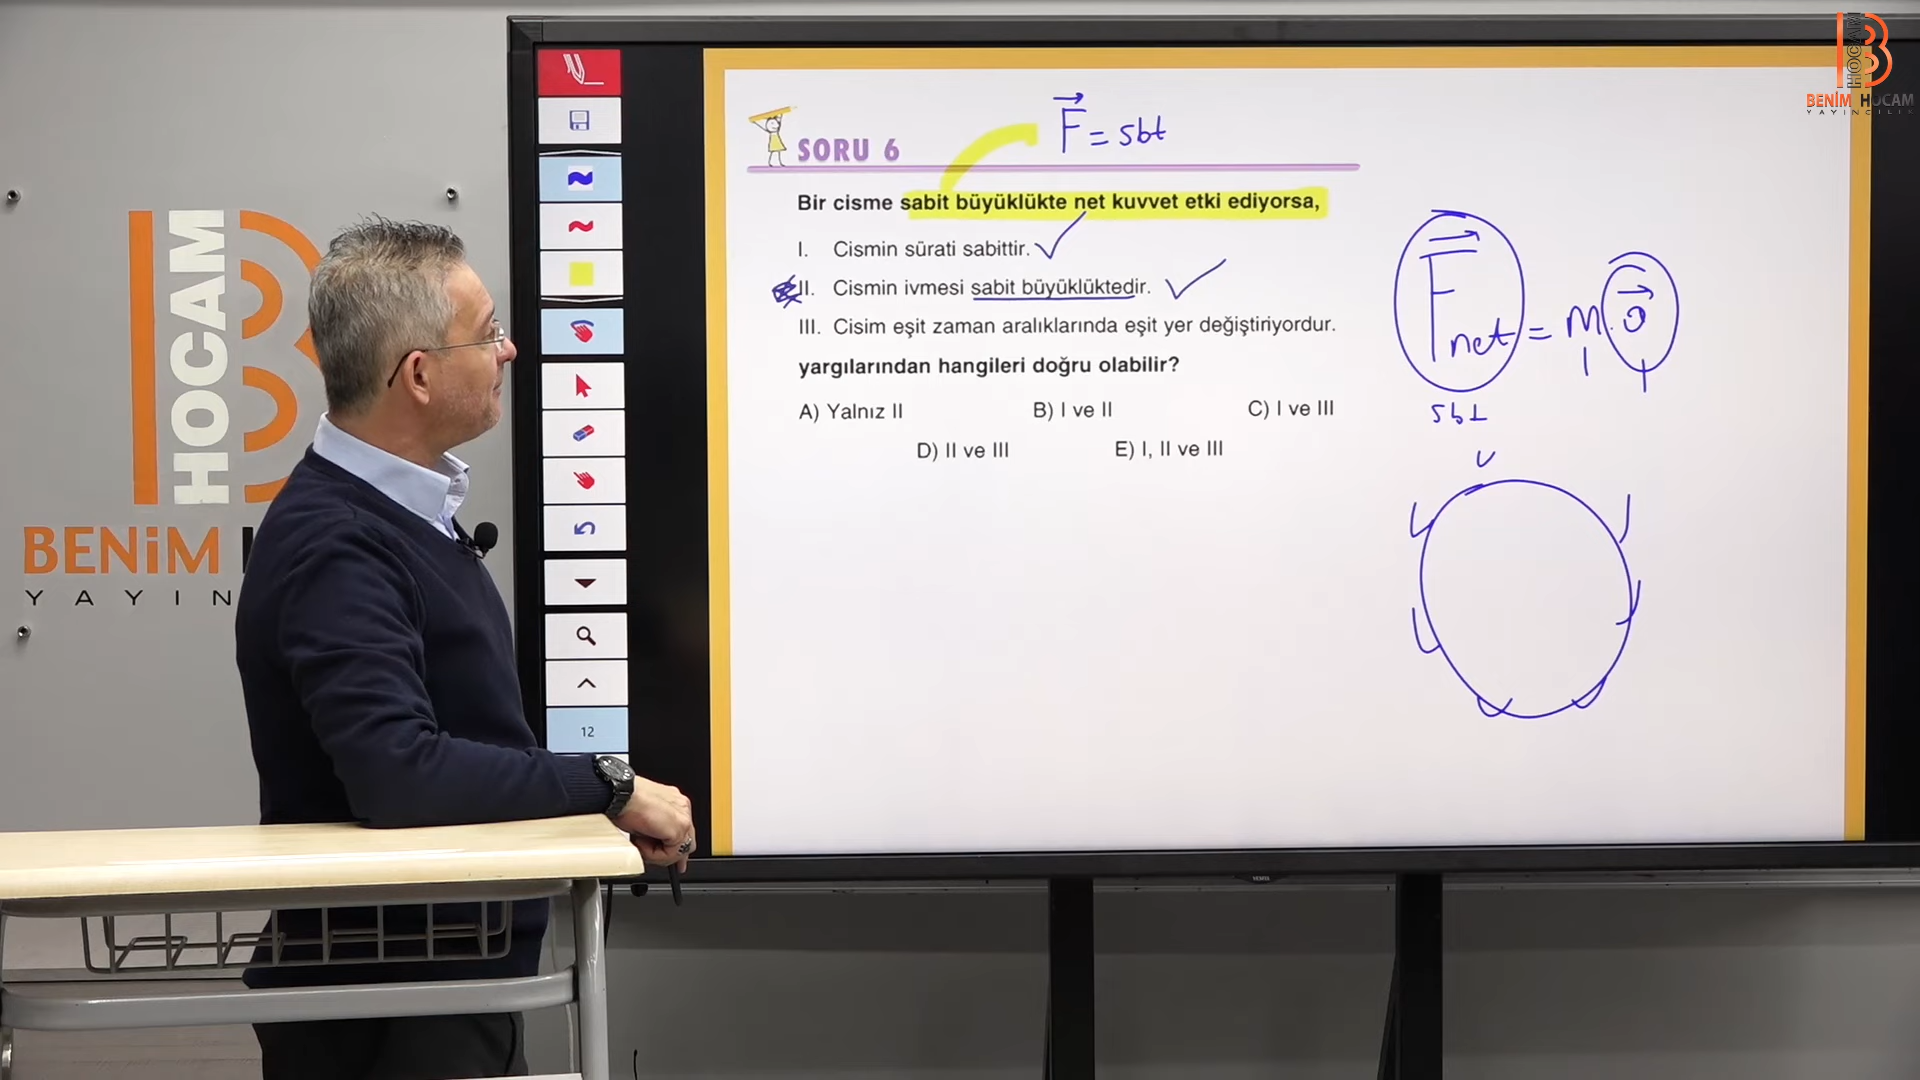 BENİM HOCAM
YAYINCILIK
HOCAM
BENİM
YAYIN
SORU 6
F = sbt
Bir cisme sabit büyüklükte net kuvvet etki ediyorsa,
I. Cismin sürati sabittir.
II. Cismin ivmesi sabit büyüklüktedir.
III. Cisim eşit zaman aralıklarında eşit yer değiştiriyordur.
yargılarından hangileri doğru olabilir?
A) Yalnız II B) I ve II C) I ve III
D) II ve III E) I, II ve III
F net = m . a
sbt
12